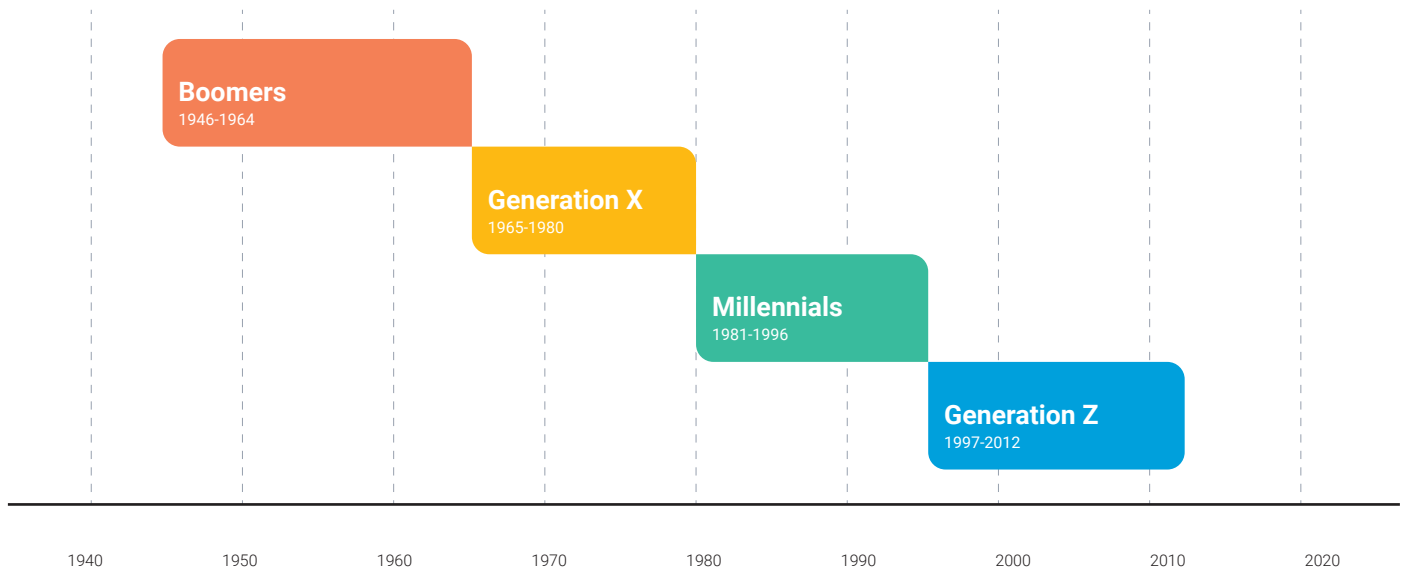 Boomers
1946-1964
Generation X
1965-1980
Millennials
1981-1996
Generation Z
1997-2012
1940 1950 1960 1970 1980 1990 2000 2010 2020